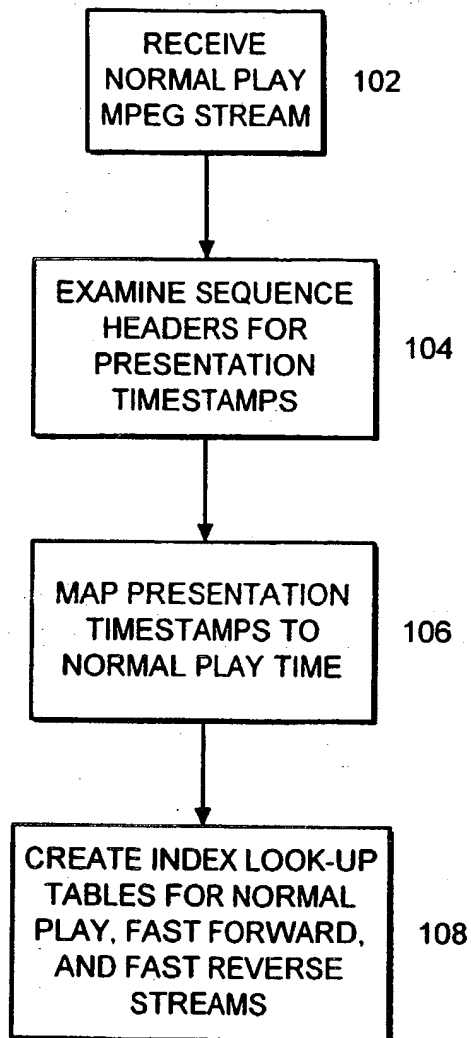 RECEIVE
NORMAL PLAY
MPEG STREAM
102
EXAMINE SEQUENCE
HEADERS FOR
PRESENTATION
TIMESTAMPS
104
MAP PRESENTATION
TIMESTAMPS TO
NORMAL PLAY TIME
106
CREATE INDEX LOOK-UP
TABLES FOR NORMAL
PLAY, FAST FORWARD,
AND FAST REVERSE
STREAMS
108